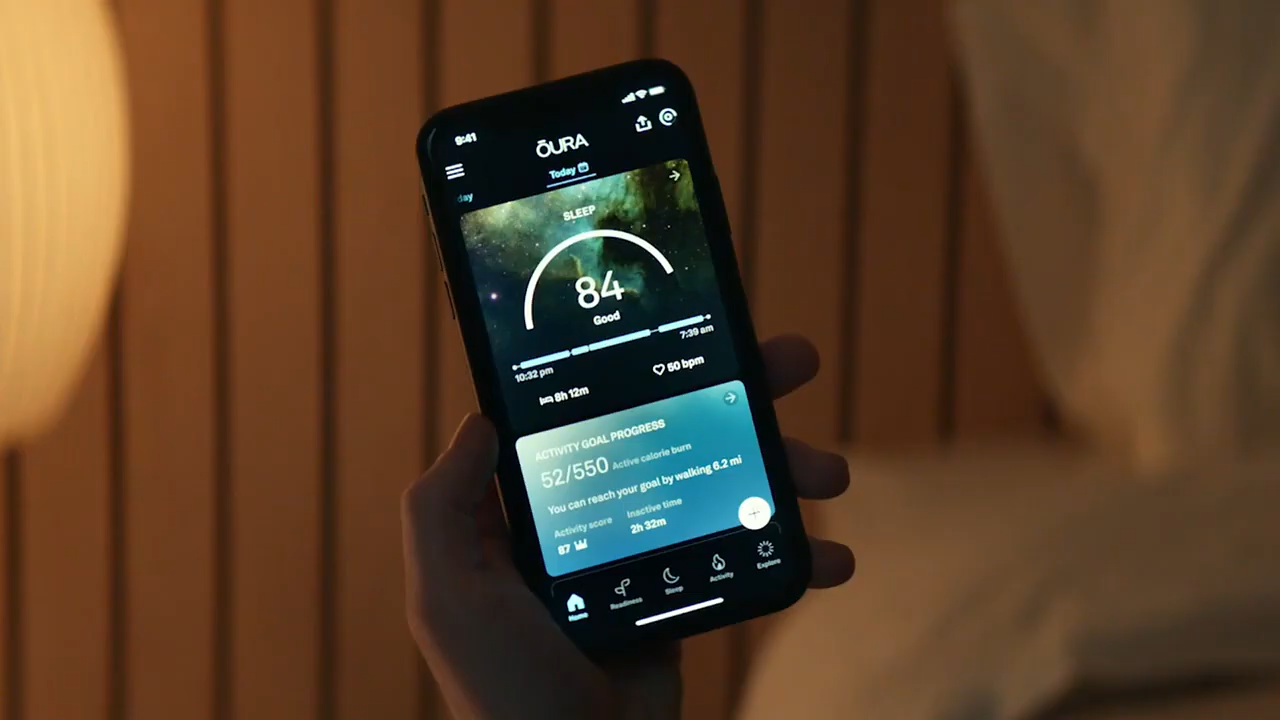 9:41
ŌURA
day
Today
SLEEP
84
Good
10:32 pm
7:39 am
8h 12m
50 bpm
ACTIVITY GOAL PROGRESS
52/550 Active calorie burn
You can reach your goal by walking 6.2 mi
Activity score
Inactive time
87
2h 32m
Home
Readiness
Sleep
Activity
Explore